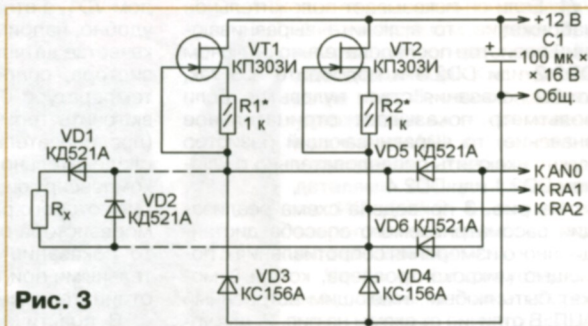 +12 В
VT1
VT2
C1
КП303И
КП303И
100 мк ×
× 16 В
R1*
R2*
1 к
1 к
Общ.
VD1
КД521А
VD5 КД521А
К AN0
К RA1
Rx
VD2
КД521А
VD6 КД521А
К RA2
VD3
VD4
КС156А
КС156А
Рис. 3